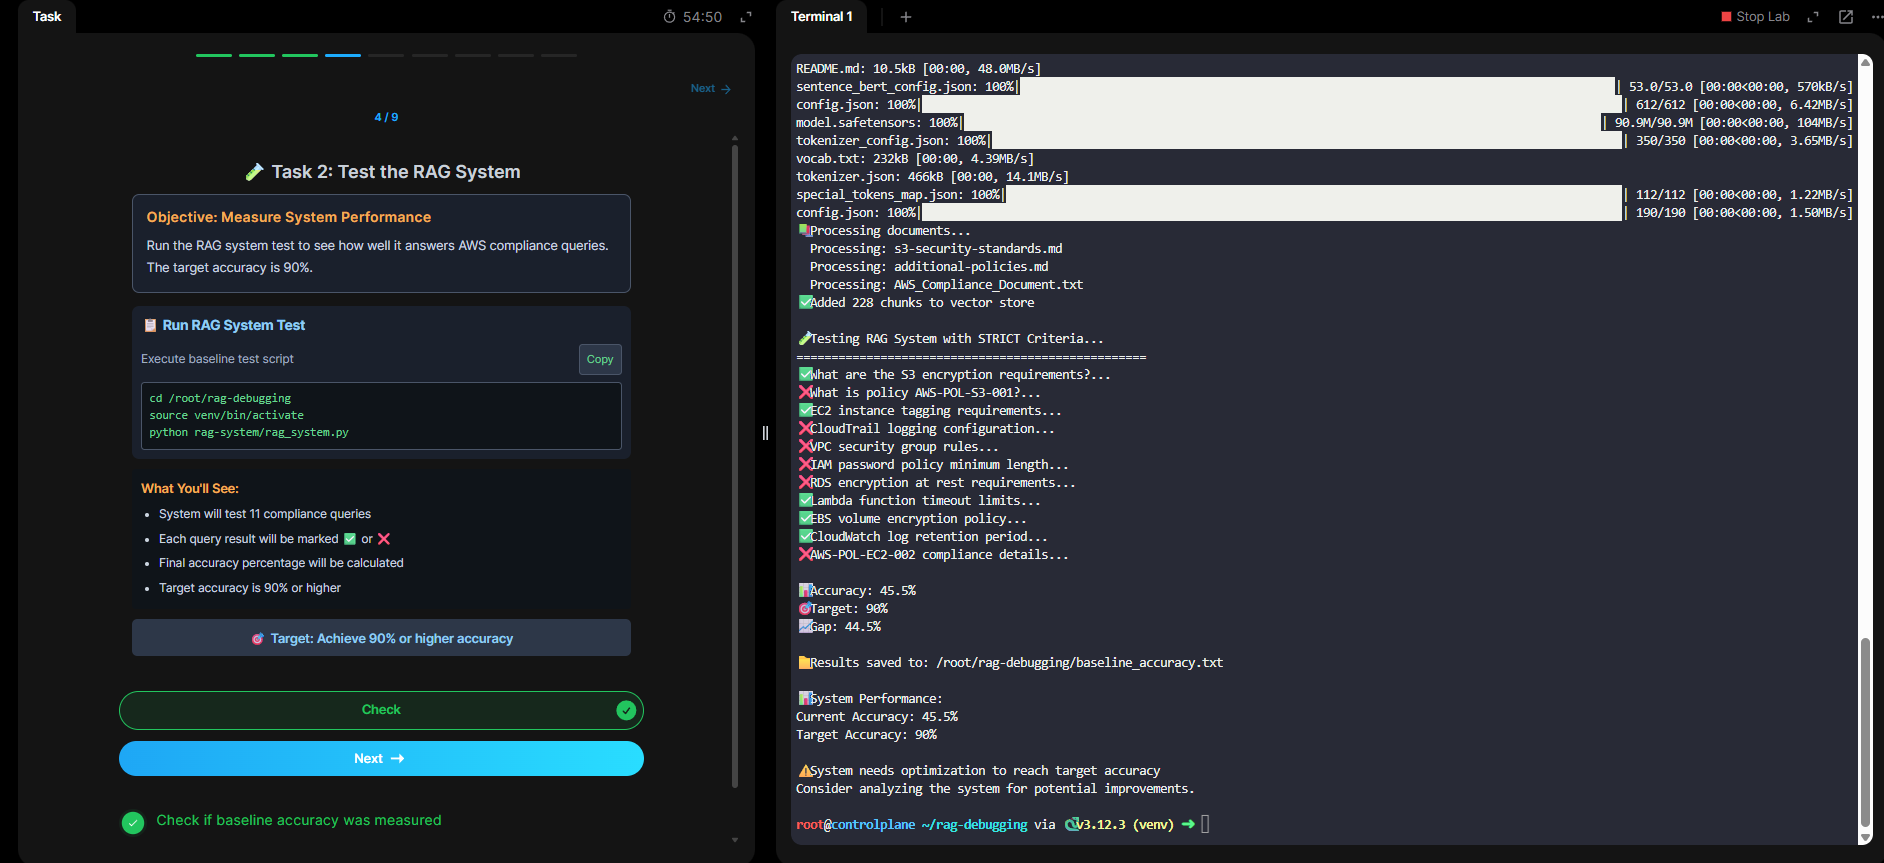 Task
54:50
Next →
4 / 9
🧪 Task 2: Test the RAG System
Objective: Measure System Performance
Run the RAG system test to see how well it answers AWS compliance queries.
The target accuracy is 90%.
📋 Run RAG System Test
Execute baseline test script
Copy
cd /root/rag-debugging
source venv/bin/activate
python rag-system/rag_system.py
What You'll See:
• System will test 11 compliance queries
• Each query result will be marked ✅ or ❌
• Final accuracy percentage will be calculated
• Target accuracy is 90% or higher
🎯 Target: Achieve 90% or higher accuracy
Check
Next →
Check if baseline accuracy was measured
Terminal 1
+
Stop Lab
README.md: 10.5kB [00:00, 48.0MB/s]
sentence_bert_config.json: 100%| | 53.0/53.0 [00:00<00:00, 570kB/s]
config.json: 100%| | 612/612 [00:00<00:00, 6.42MB/s]
model.safetensors: 100%| | 90.9M/90.9M [00:00<00:00, 104MB/s]
tokenizer_config.json: 100%| | 350/350 [00:00<00:00, 3.65MB/s]
vocab.txt: 232kB [00:00, 4.39MB/s]
tokenizer.json: 466kB [00:00, 14.1MB/s]
special_tokens_map.json: 100%| | 112/112 [00:00<00:00, 1.22MB/s]
config.json: 100%| | 190/190 [00:00<00:00, 1.50MB/s]
📚Processing documents...
Processing: s3-security-standards.md
Processing: additional-policies.md
Processing: AWS_Compliance_Document.txt
✅Added 228 chunks to vector store
🧪Testing RAG System with STRICT Criteria...
==================================================
✅What are the S3 encryption requirements?...
❌What is policy AWS-POL-S3-001?...
✅EC2 instance tagging requirements...
❌CloudTrail logging configuration...
❌VPC security group rules...
❌IAM password policy minimum length...
❌RDS encryption at rest requirements...
✅Lambda function timeout limits...
✅EBS volume encryption policy...
✅CloudWatch log retention period...
❌AWS-POL-EC2-002 compliance details...
📊Accuracy: 45.5%
🎯Target: 90%
📈Gap: 44.5%
📁Results saved to: /root/rag-debugging/baseline_accuracy.txt
📊System Performance:
Current Accuracy: 45.5%
Target Accuracy: 90%
⚠System needs optimization to reach target accuracy
Consider analyzing the system for potential improvements.
root@controlplane ~/rag-debugging via 🐍v3.12.3 (venv) ➜